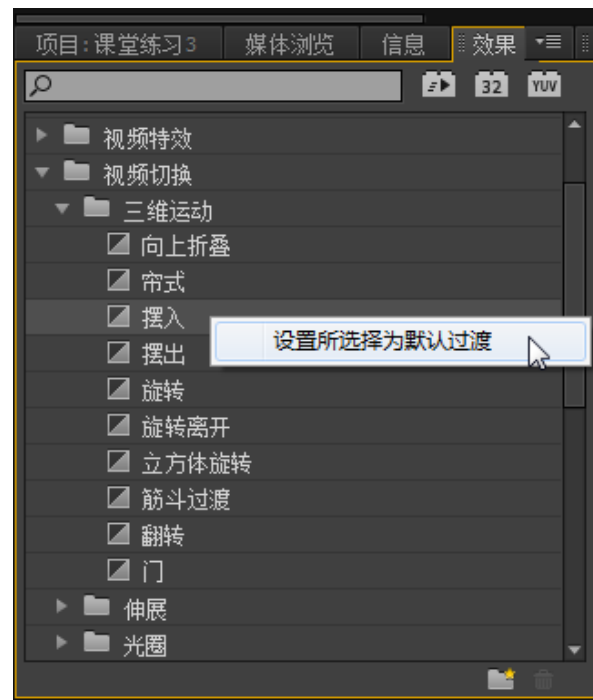 项目:课堂练习3 媒体浏览 信息 效果
32 YUV
视频特效
视频切换
三维运动
向上折叠
帘式
摆入
设置所选择为默认过渡
摆出
旋转
旋转离开
立方体旋转
筋斗过渡
翻转
门
伸展
光圈